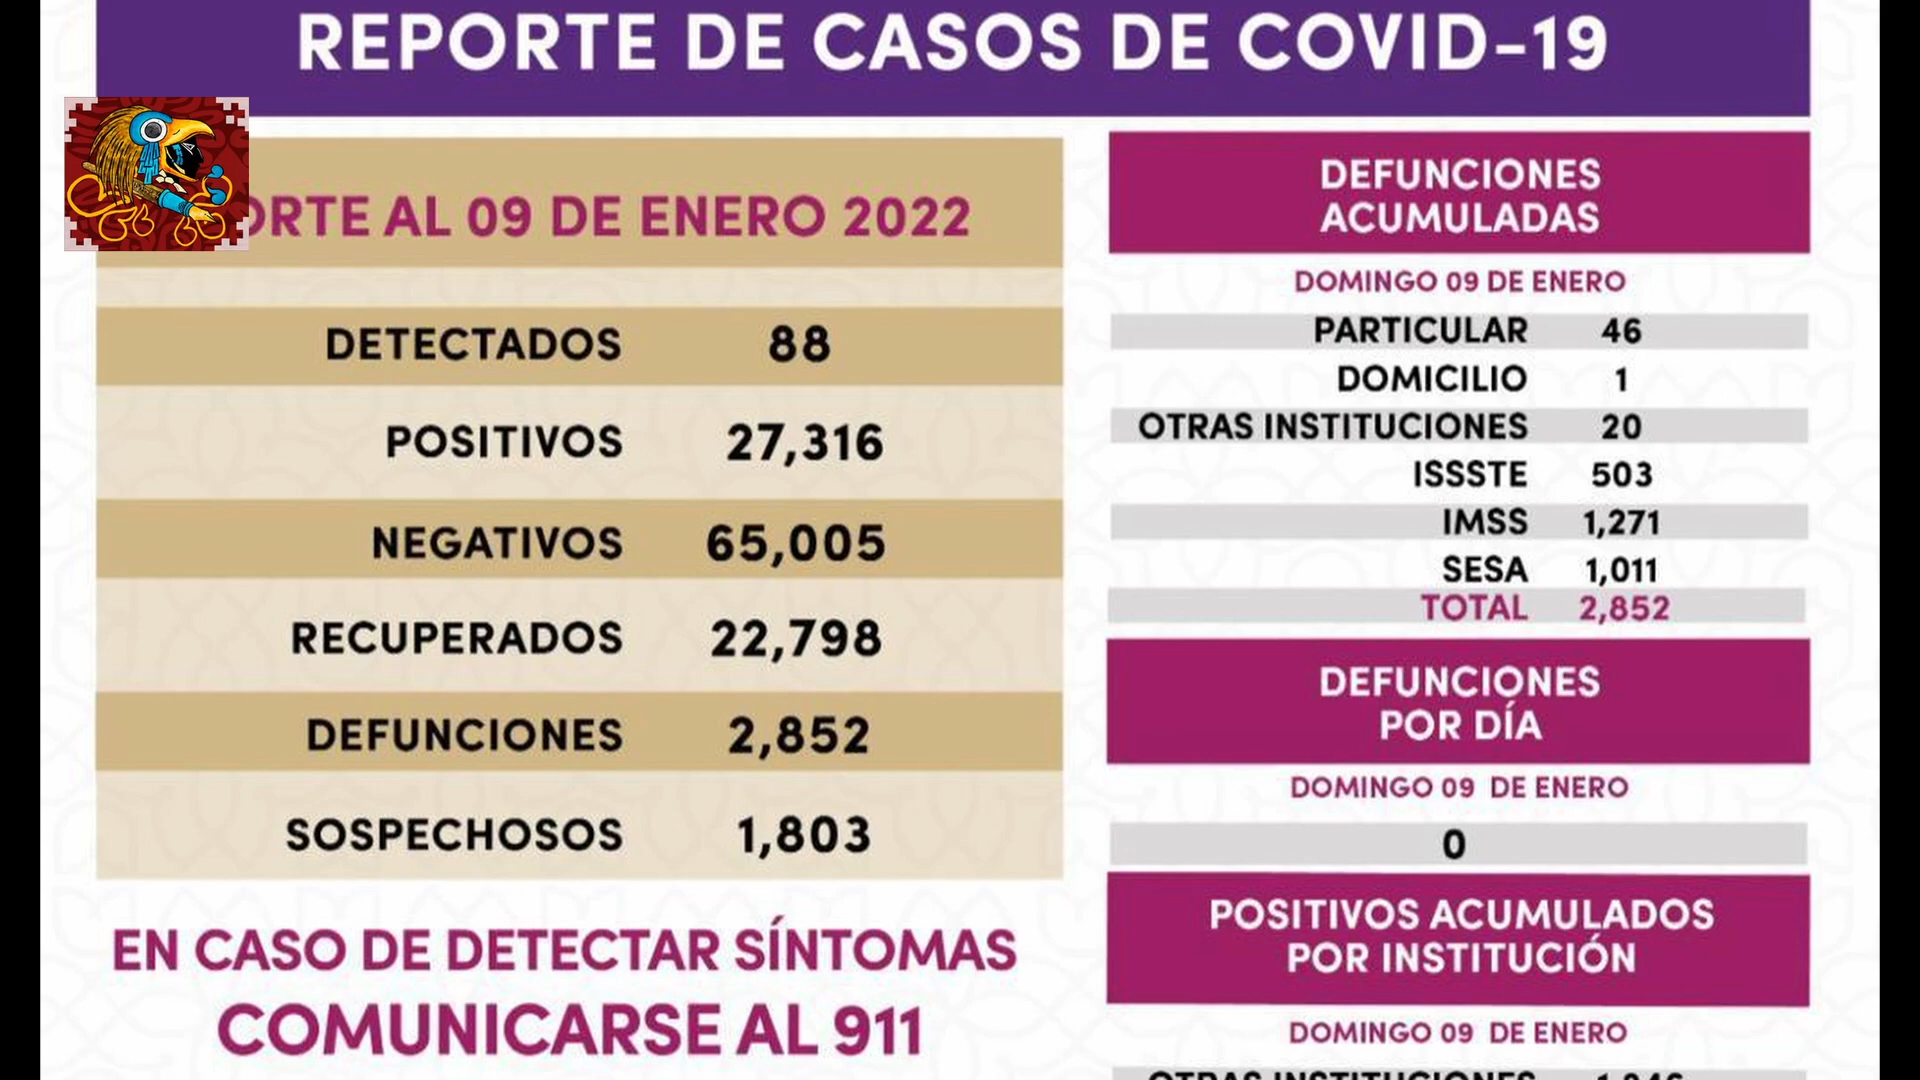 REPORTE DE CASOS DE COVID-19
AL 09 DE ENERO 2022
DETECTADOS 88
POSITIVOS 27,316
NEGATIVOS 65,005
RECUPERADOS 22,798
DEFUNCIONES 2,852
SOSPECHOSOS 1,803
EN CASO DE DETECTAR SÍNTOMAS
COMUNICARSE AL 911
DEFUNCIONES
ACUMULADAS
DOMINGO 09 DE ENERO
PARTICULAR 46
DOMICILIO 1
OTRAS INSTITUCIONES 20
ISSSTE 503
IMSS 1,271
SESA 1,011
TOTAL 2,852
DEFUNCIONES
POR DÍA
DOMINGO 09 DE ENERO
0
POSITIVOS ACUMULADOS
POR INSTITUCIÓN
DOMINGO 09 DE ENERO
OTRAS INSTITUCIONES